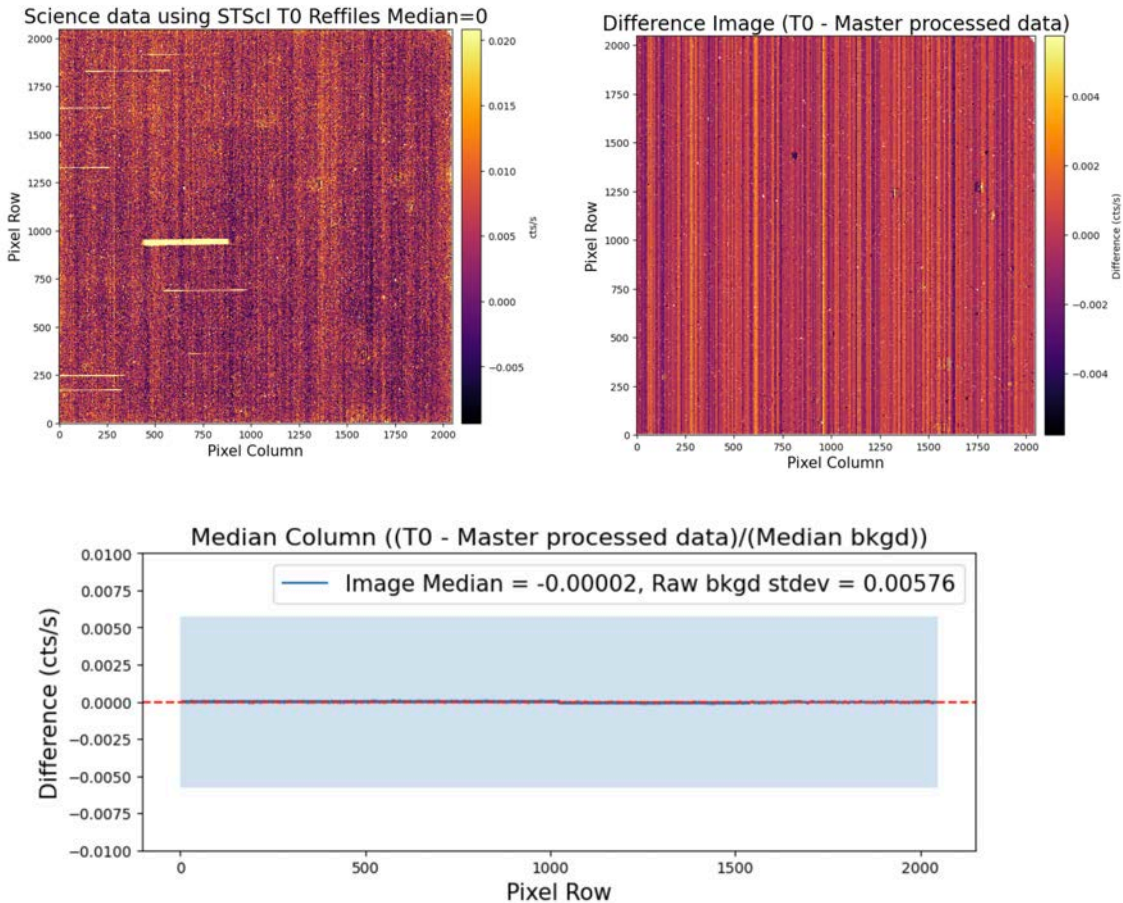 Science data using STScI T0 Reffiles Median=0
2000
1750
1500
1250
1000
750
500
250
0
Pixel Row
0 250 500 750 1000 1250 1500 1750 2000
Pixel Column
0.020
0.015
0.010
0.005
0.000
−0.005
cts/s
Difference Image (T0 - Master processed data)
2000
1750
1500
1250
1000
750
500
250
0
Pixel Row
0 250 500 750 1000 1250 1500 1750 2000
Pixel Column
0.004
0.002
0.000
−0.002
−0.004
Difference (cts/s)
Median Column ((T0 - Master processed data)/(Median bkgd))
Image Median = -0.00002, Raw bkgd stdev = 0.00576
0.0100
0.0075
0.0050
0.0025
0.0000
−0.0025
−0.0050
−0.0075
−0.0100
Difference (cts/s)
0 500 1000 1500 2000
Pixel Row